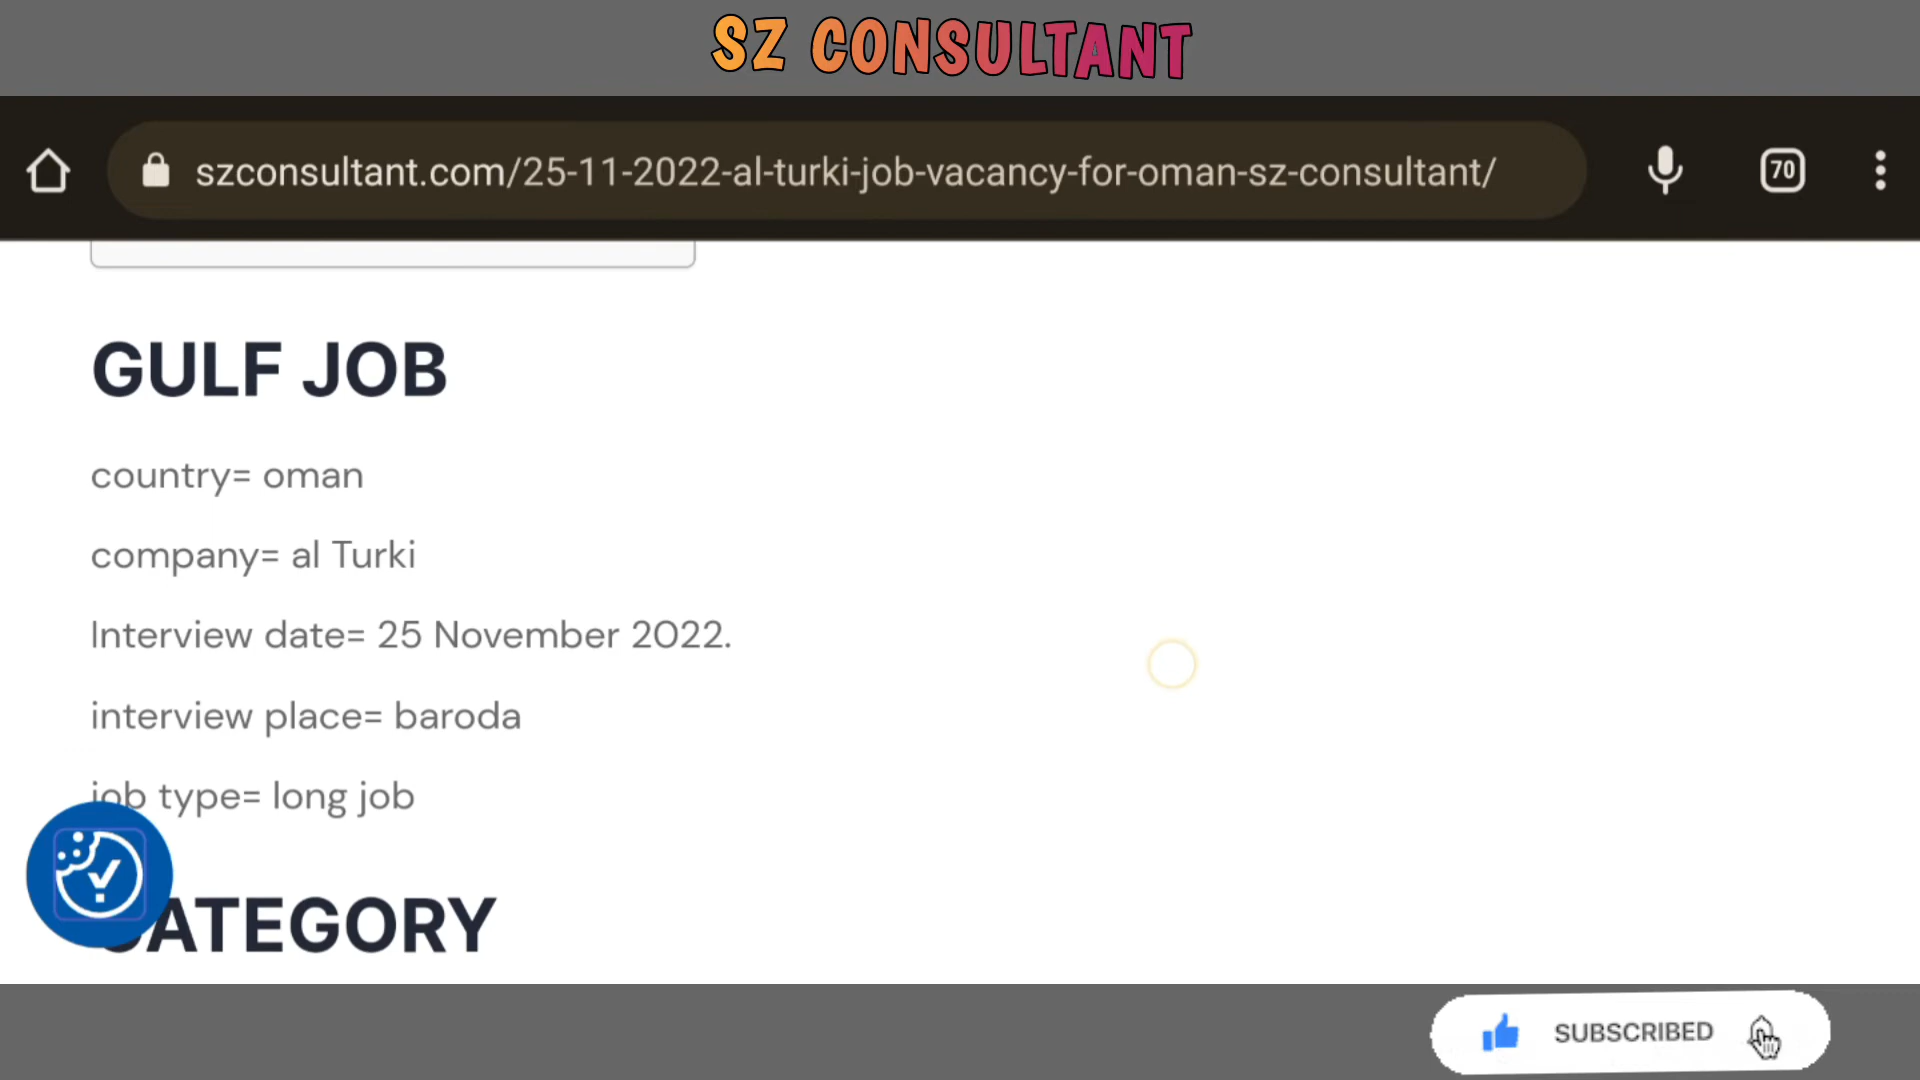 SZ CONSULTANT
szconsultant.com/25-11-2022-al-turki-job-vacancy-for-oman-sz-consultant/
70
GULF JOB
country= oman
company= al Turki
Interview date= 25 November 2022.
interview place= baroda
job type= long job
CATEGORY
SUBSCRIBED